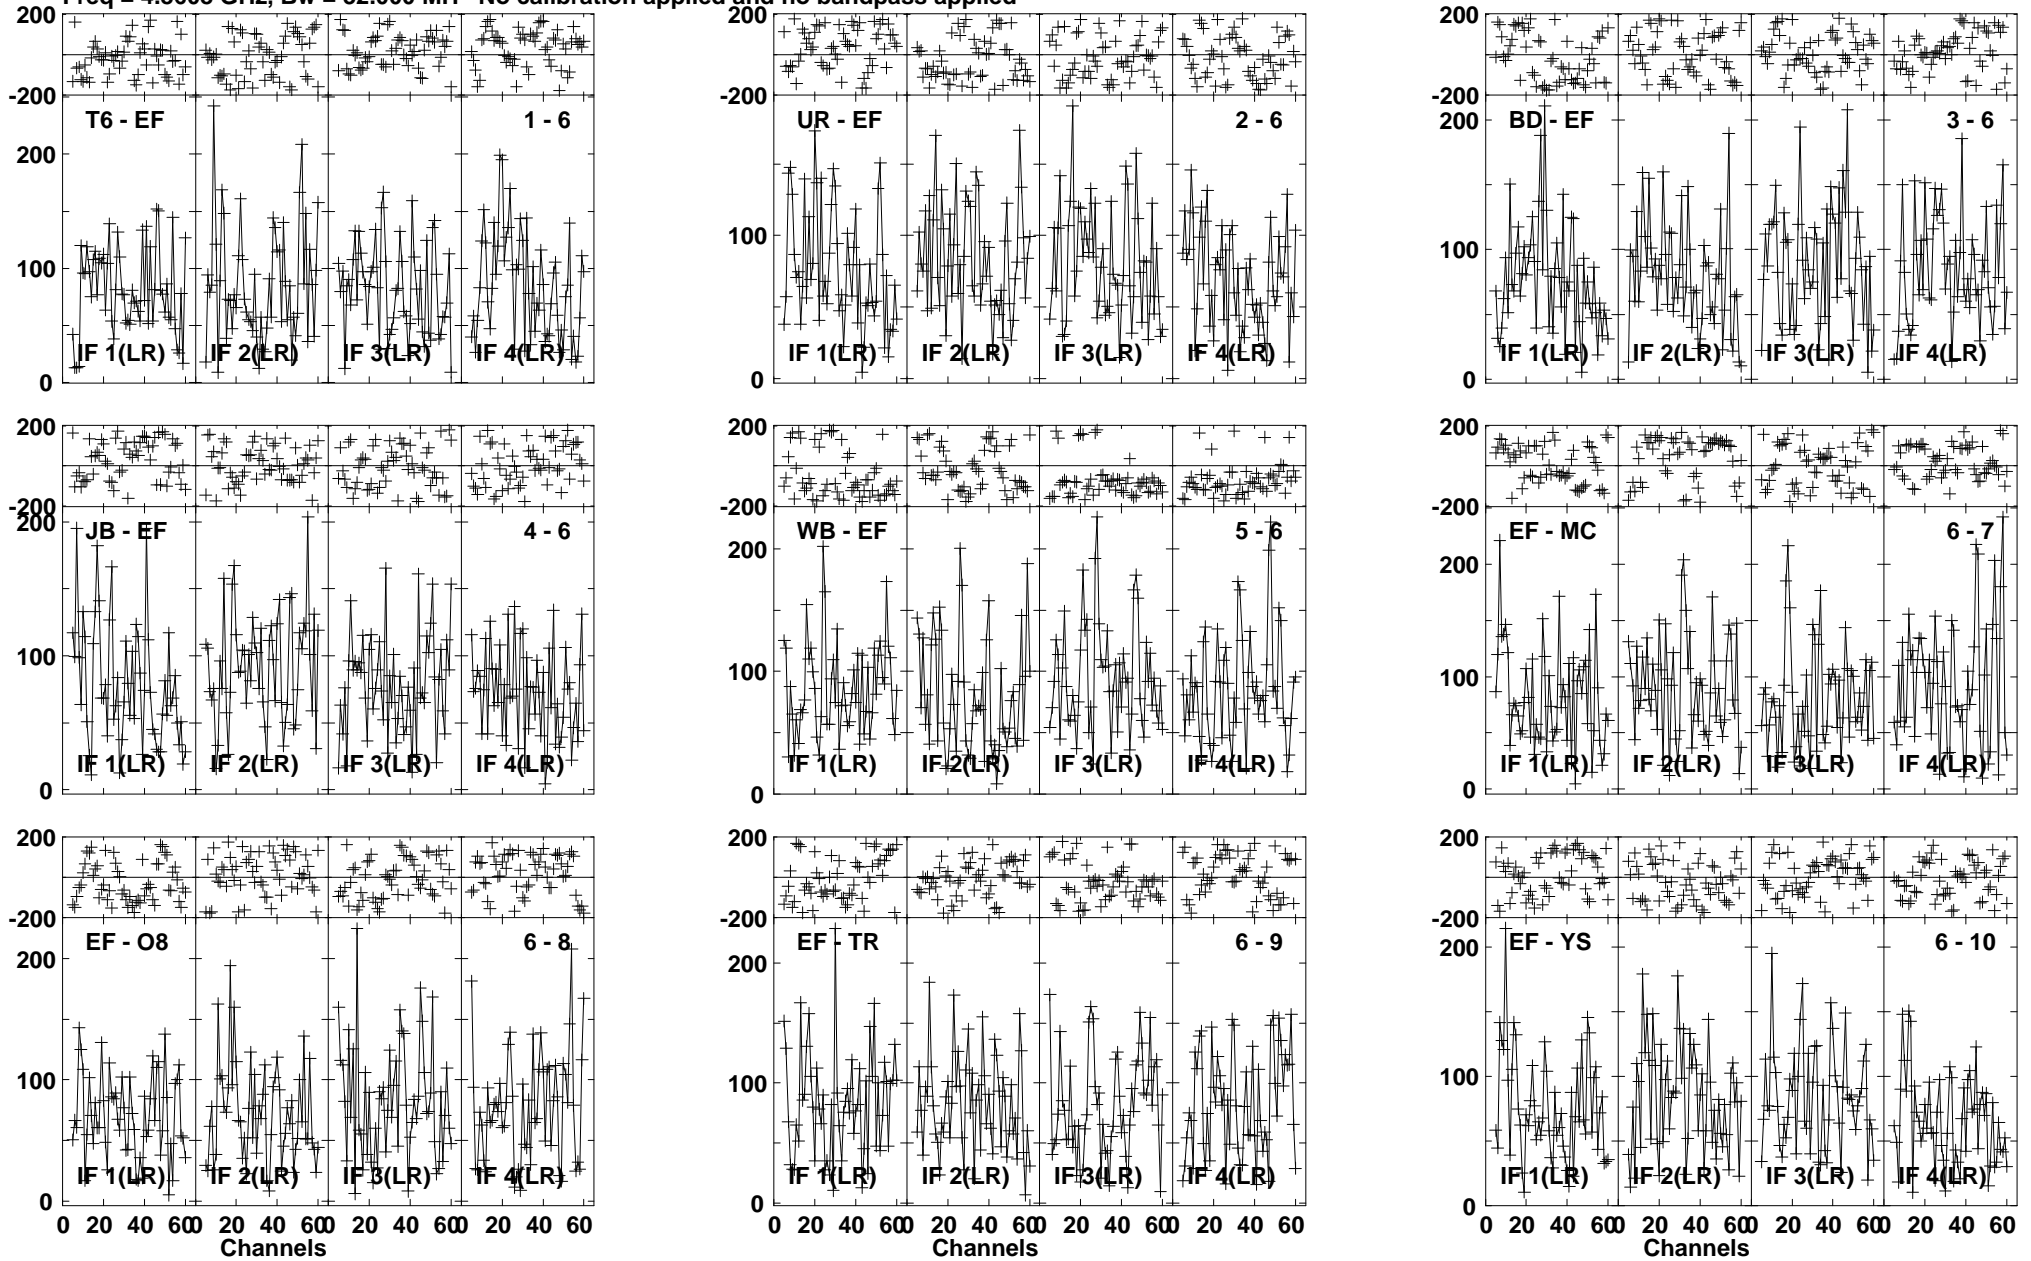 No calibration applied and no bandpass applied
200 200 200
-200 -200 -200
T6 - EF 1 - 6 UR - EF 2 - 6 BD - EF 3 - 6
200 200
100 100 100
IF 1(LR) IF 2(LR) IF 3(LR) IF 4(LR) IF 1(LR) IF 2(LR) IF 3(LR) IF 4(LR) IF 1(LR) IF 2(LR) IF 3(LR) IF 4(LR)
0 0 0
200 200 200
-200 -200 -200
JB - EF 4 - 6 WB - EF 5 - 6 EF - MC 6 - 7
200 200 200
100 100 100
IF 1(LR) IF 2(LR) IF 3(LR) IF 4(LR) IF 1(LR) IF 2(LR) IF 3(LR) IF 4(LR) IF 1(LR) IF 2(LR) IF 3(LR) IF 4(LR)
0 0 0
200 200 200
-200 -200 -200
EF - O8 6 - 8 EF - TR 6 - 9 EF - YS 6 - 10
200 200 200
100 100 100
IF 1(LR) IF 2(LR) IF 3(LR) IF 4(LR) IF 1(LR) IF 2(LR) IF 3(LR) IF 4(LR) IF 1(LR) IF 2(LR) IF 3(LR) IF 4(LR)
0 0 0
0 20 40 60 0 20 40 60 0 20 40 60 0 20 40 60 0 20 40 60 0 20 40 60 0 20 40 60 0 20 40 60 0 20 40 60 0 20 40 60 0 20 40 60 0 20 40 60
Channels Channels Channels